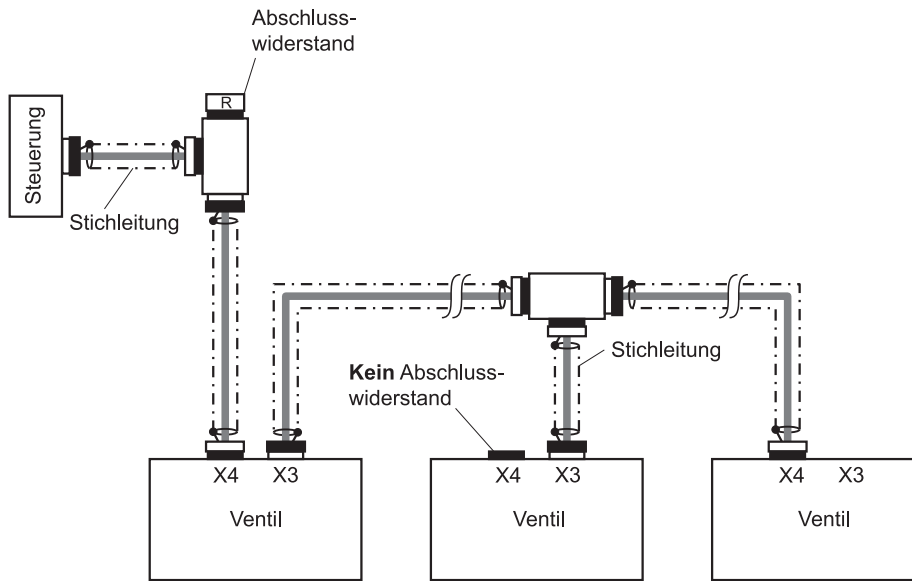 Abschluss-
widerstand
R
Steuerung
Stichleitung
Stichleitung
Kein Abschluss-
widerstand
X4 X3
X4 X3
X4 X3
Ventil
Ventil
Ventil